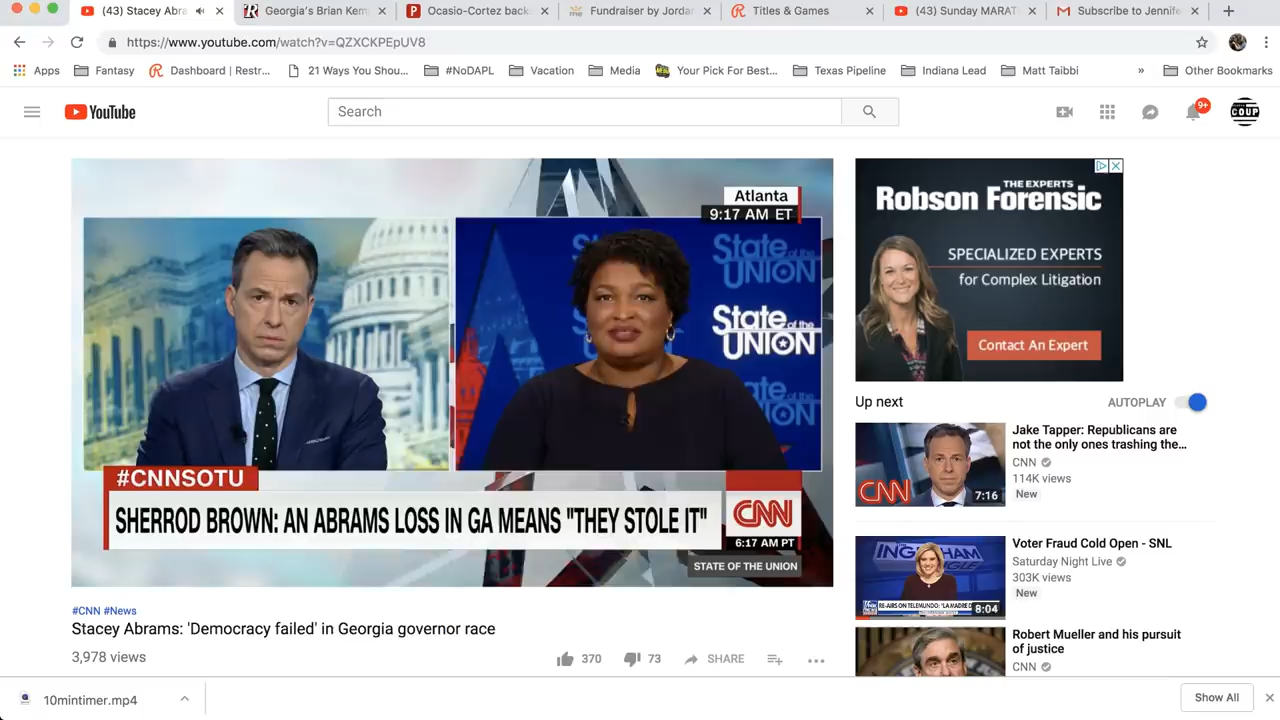 (43) Stacey Abra
Georgia's Brian Kem
Ocasio-Cortez back
Fundraiser by Jordan
Titles & Games
(43) Sunday MARAT
Subscribe to Jennife
https://www.youtube.com/watch?v=QZXCKPEpUV8
Apps
Fantasy
Dashboard | Restr...
21 Ways You Shou...
#NoDAPL
Vacation
Media
Your Pick For Best...
Texas Pipeline
Indiana Lead
Matt Taibbi
»
Other Bookmarks
YouTube
Search
9+
COUP
Atlanta
9:17 AM ET
State of the UNION
State of the UNION
#CNNSOTU
SHERROD BROWN: AN ABRAMS LOSS IN GA MEANS "THEY STOLE IT"
CNN
6:17 AM PT
STATE OF THE UNION
THE EXPERTS
Robson Forensic
SPECIALIZED EXPERTS
for Complex Litigation
Contact An Expert
Up next
AUTOPLAY
CNN
7:16
Jake Tapper: Republicans are
not the only ones trashing the...
CNN
114K views
New
8:04
Voter Fraud Cold Open - SNL
Saturday Night Live
303K views
New
Robert Mueller and his pursuit
of justice
CNN
#CNN #News
Stacey Abrams: 'Democracy failed' in Georgia governor race
3,978 views
370
73
SHARE
10mintimer.mp4
Show All